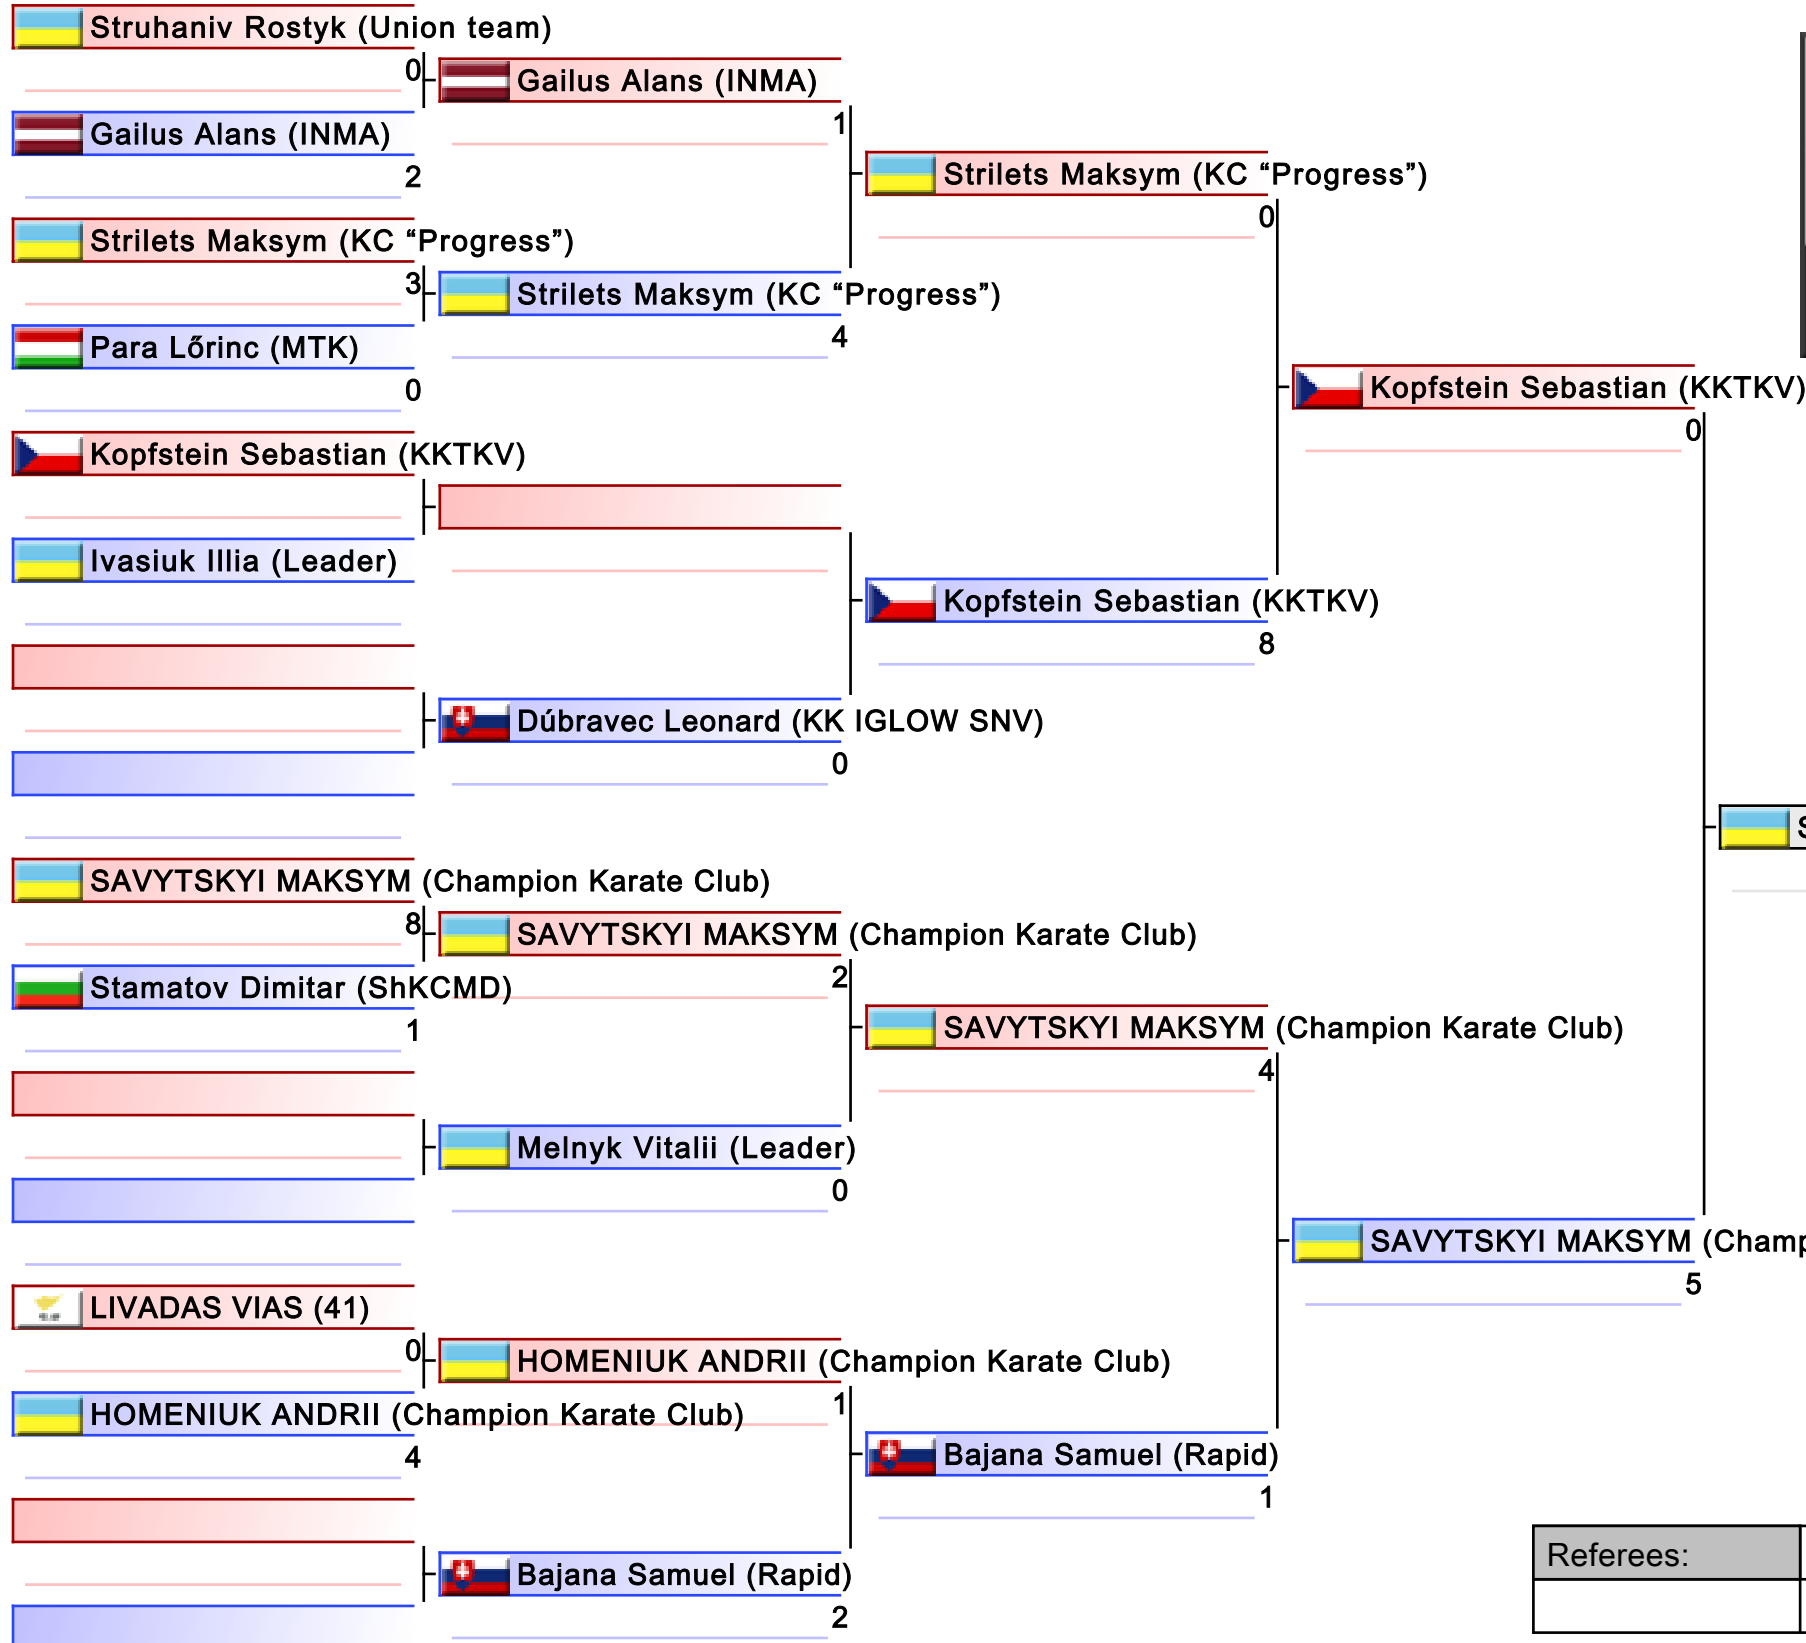 Struhaniv Rostyk (Union team)
0
Gailus Alans (INMA)
2
Strilets Maksym (KC “Progress”)
3
Para Lőrinc (MTK)
0
Kopfstein Sebastian (KKTKV)
Ivasiuk Illia (Leader)
SAVYTSKYI MAKSYM (Champion Karate Club)
8
Stamatov Dimitar (ShKCMD)
1
LIVADAS VIAS (41)
0
HOMENIUK ANDRII (Champion Karate Club)
4
Gailus Alans (INMA)
1
Strilets Maksym (KC “Progress”)
4
Dúbravec Leonard (KK IGLOW SNV)
0
SAVYTSKYI MAKSYM (Champion Karate Club)
2
Melnyk Vitalii (Leader)
0
HOMENIUK ANDRII (Champion Karate Club)
1
Bajana Samuel (Rapid)
2
Strilets Maksym (KC “Progress”)
0
Kopfstein Sebastian (KKTKV)
8
SAVYTSKYI MAKSYM (Champion Karate Club)
4
Bajana Samuel (Rapid)
1
Kopfstein Sebastian (KKTKV)
0
SAVYTSKYI MAKSYM (Champ
5
Referees: